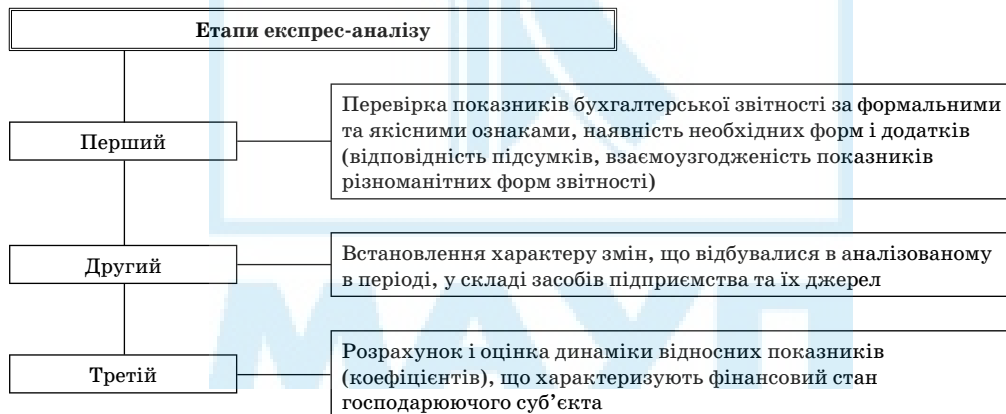 Етапи експрес-аналізу
Перший
Перевірка показників бухгалтерської звітності за формальними
та якісними ознаками, наявність необхідних форм і додатків
(відповідність підсумків, взаємоузгодженість показників
різноманітних форм звітності)
Другий
Встановлення характеру змін, що відбувалися в аналізованому
в періоді, у складі засобів підприємства та їх джерел
Третій
Розрахунок і оцінка динаміки відносних показників
(коефіцієнтів), що характеризують фінансовий стан
господарюючого суб’єкта
МАУП